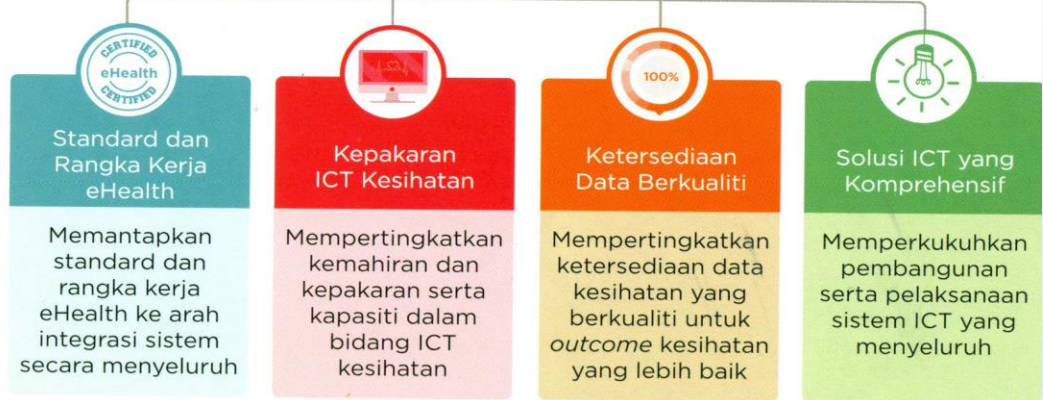 CERTIFIED
eHealth
CERTIFIED
Standard dan
Rangka Kerja
eHealth
Memantapkan
standard dan
rangka kerja
eHealth ke arah
integrasi sistem
secara menyeluruh
Kepakaran
ICT Kesihatan
Mempertingkatkan
kemahiran dan
kepakaran serta
kapasiti dalam
bidang ICT
kesihatan
100%
Ketersediaan
Data Berkualiti
Mempertingkatkan
ketersediaan data
kesihatan yang
berkualiti untuk
outcome kesihatan
yang lebih baik
Solusi ICT yang
Komprehensif
Memperkukuhkan
pembangunan
serta pelaksanaan
sistem ICT yang
menyeluruh